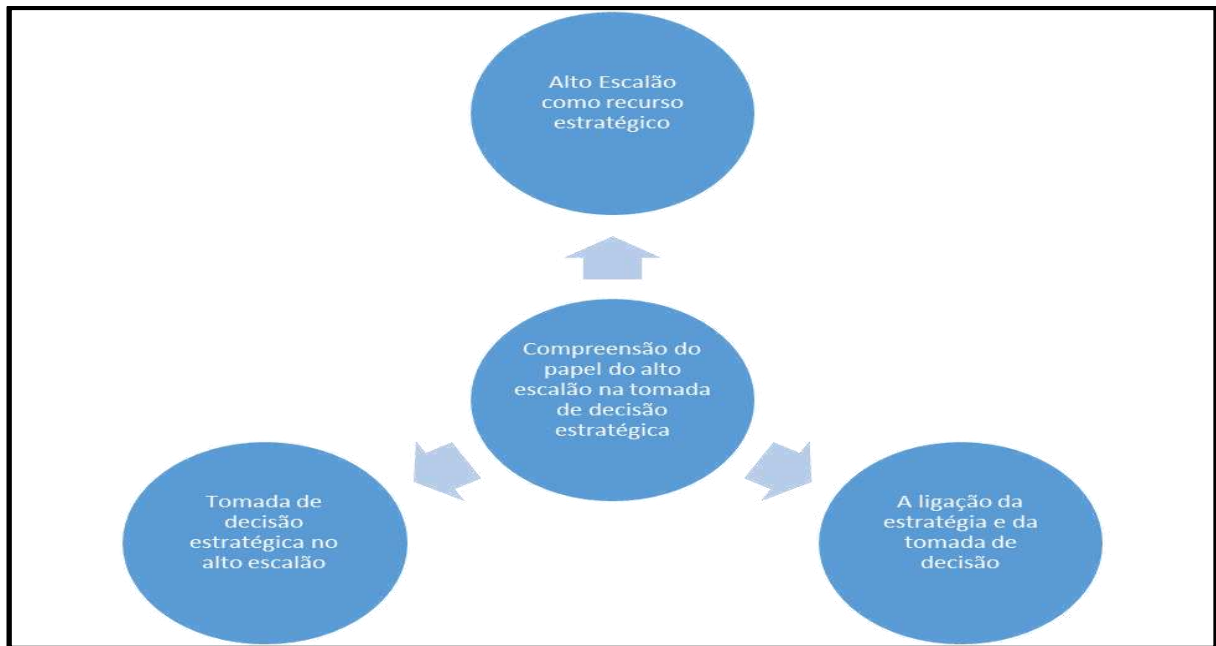 Alto Escalão
como recurso
estratégico
Compreensão do
papel do alto
escalão na tomada
de decisão
estratégica
Tomada de
decisão
estratégica no
alto escalão
A ligação da
estratégia e da
tomada de
decisão